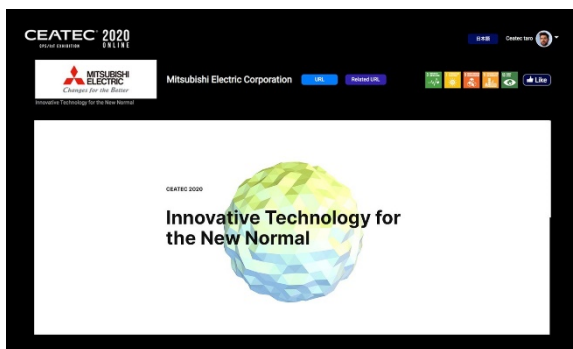 CEATEC 2020
CPS/IoT EXHIBITION ONLINE
日本語
Ceatec taro
MITSUBISHI
ELECTRIC
Changes for the Better
Mitsubishi Electric Corporation
URL
Related URL
Like
Innovative Technology for the New Normal
CEATEC 2020
Innovative Technology for
the New Normal